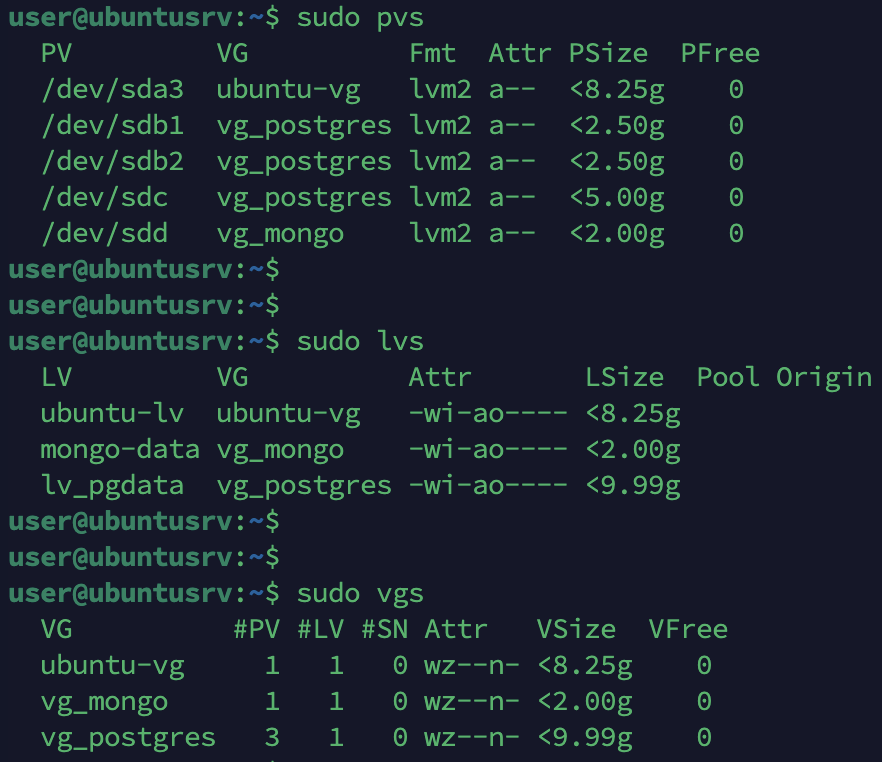 user@ubuntusrv:~$ sudo pvs
  PV         VG          Fmt  Attr PSize  PFree
  /dev/sda3  ubuntu-vg   lvm2 a--  <8.25g    0
  /dev/sdb1  vg_postgres lvm2 a--  <2.50g    0
  /dev/sdb2  vg_postgres lvm2 a--  <2.50g    0
  /dev/sdc   vg_postgres lvm2 a--  <5.00g    0
  /dev/sdd   vg_mongo    lvm2 a--  <2.00g    0
user@ubuntusrv:~$
user@ubuntusrv:~$
user@ubuntusrv:~$ sudo lvs
  LV         VG          Attr       LSize  Pool Origin
  ubuntu-lv  ubuntu-vg   -wi-ao---- <8.25g
  mongo-data vg_mongo    -wi-ao---- <2.00g
  lv_pgdata  vg_postgres -wi-ao---- <9.99g
user@ubuntusrv:~$
user@ubuntusrv:~$
user@ubuntusrv:~$ sudo vgs
  VG          #PV #LV #SN Attr   VSize  VFree
  ubuntu-vg     1   1   0 wz--n- <8.25g    0
  vg_mongo      1   1   0 wz--n- <2.00g    0
  vg_postgres   3   1   0 wz--n- <9.99g    0